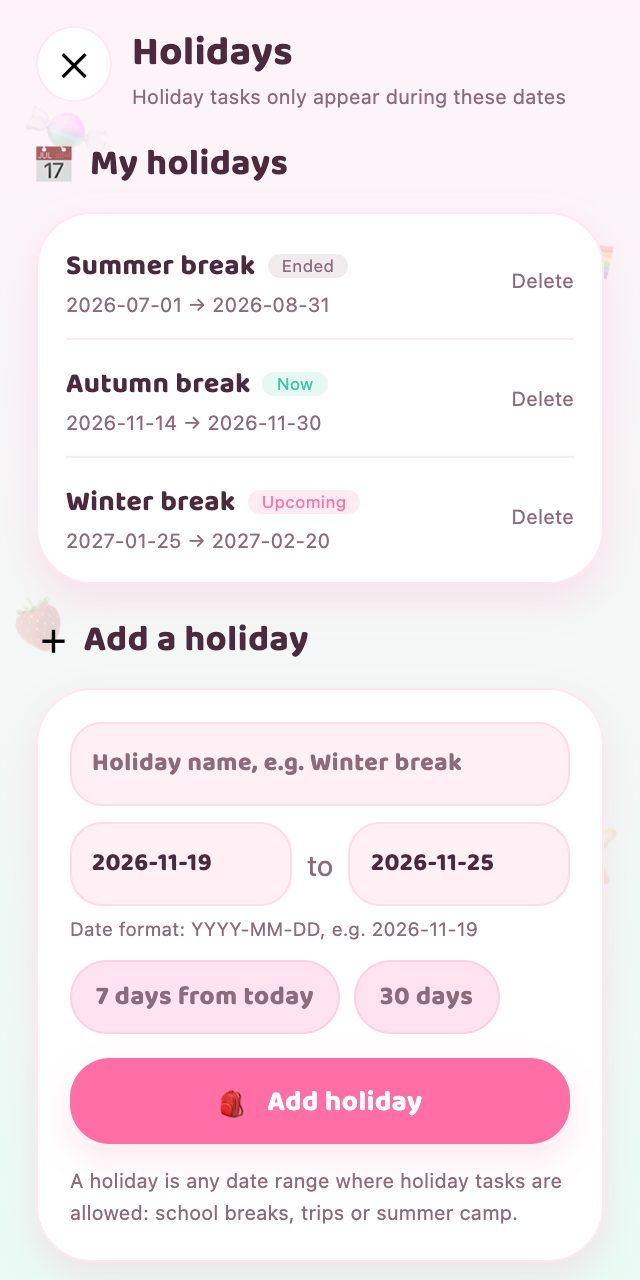 Holidays
Holiday tasks only appear during these dates
JUL
17
My holidays
Summer break
Ended
2026-07-01 → 2026-08-31
Delete
Autumn break
Now
2026-11-14 → 2026-11-30
Delete
Winter break
Upcoming
2027-01-25 → 2027-02-20
Delete
+ Add a holiday
Holiday name, e.g. Winter break
2026-11-19 to 2026-11-25
Date format: YYYY-MM-DD, e.g. 2026-11-19
7 days from today
30 days
Add holiday
A holiday is any date range where holiday tasks are
allowed: school breaks, trips or summer camp.